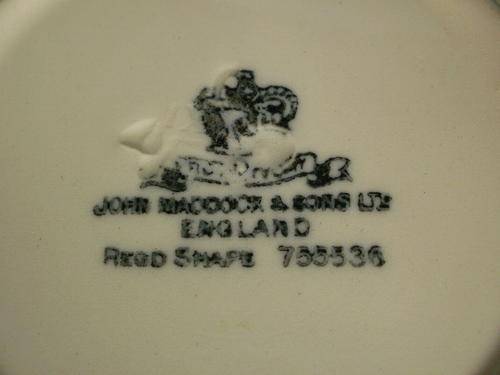 JOHN MADDOCK & SONS LTD
ENGLAND
REGD SHAPE 755536